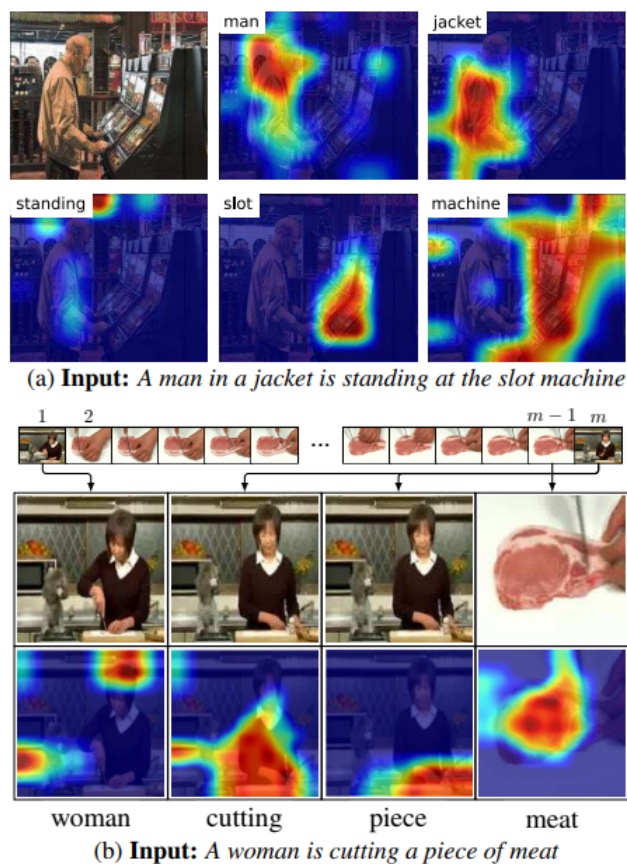 man
jacket
standing
slot
machine
(a) Input: A man in a jacket is standing at the slot machine
1 2 m − 1 m
...
woman cutting piece meat
(b) Input: A woman is cutting a piece of meat